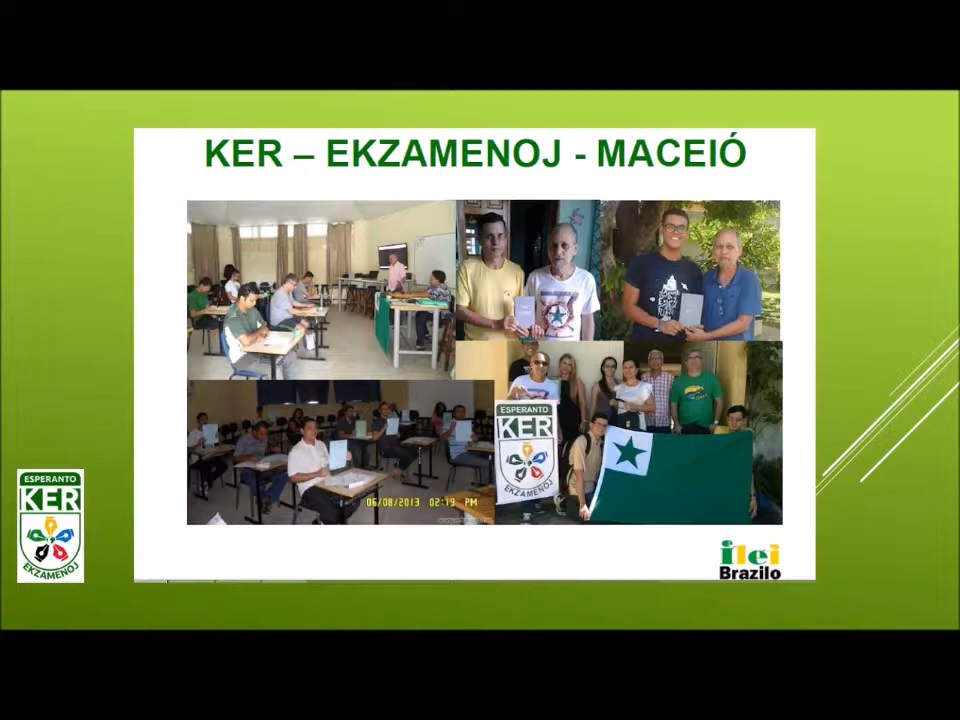 KER – EKZAMENOJ - MACEIÓ
06/08/2013 02:19 PM
ESPERANTO
KER
EKZAMENOJ
ESPERANTO
KER
EKZAMENOJ
ilei
Brazilo